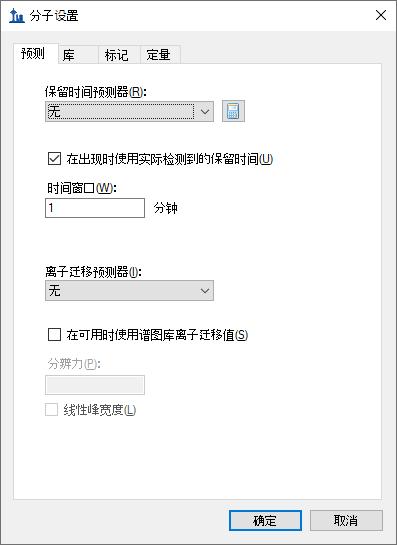 分子设置
预测 库 标记 定量
保留时间预测器(R):
无
在出现时使用实际检测到的保留时间(U)
时间窗口(W):
1 分钟
离子迁移预测器(I):
无
在可用时使用谱图库离子迁移值(S)
分辨力(P):
线性峰宽度(L)
确定 取消